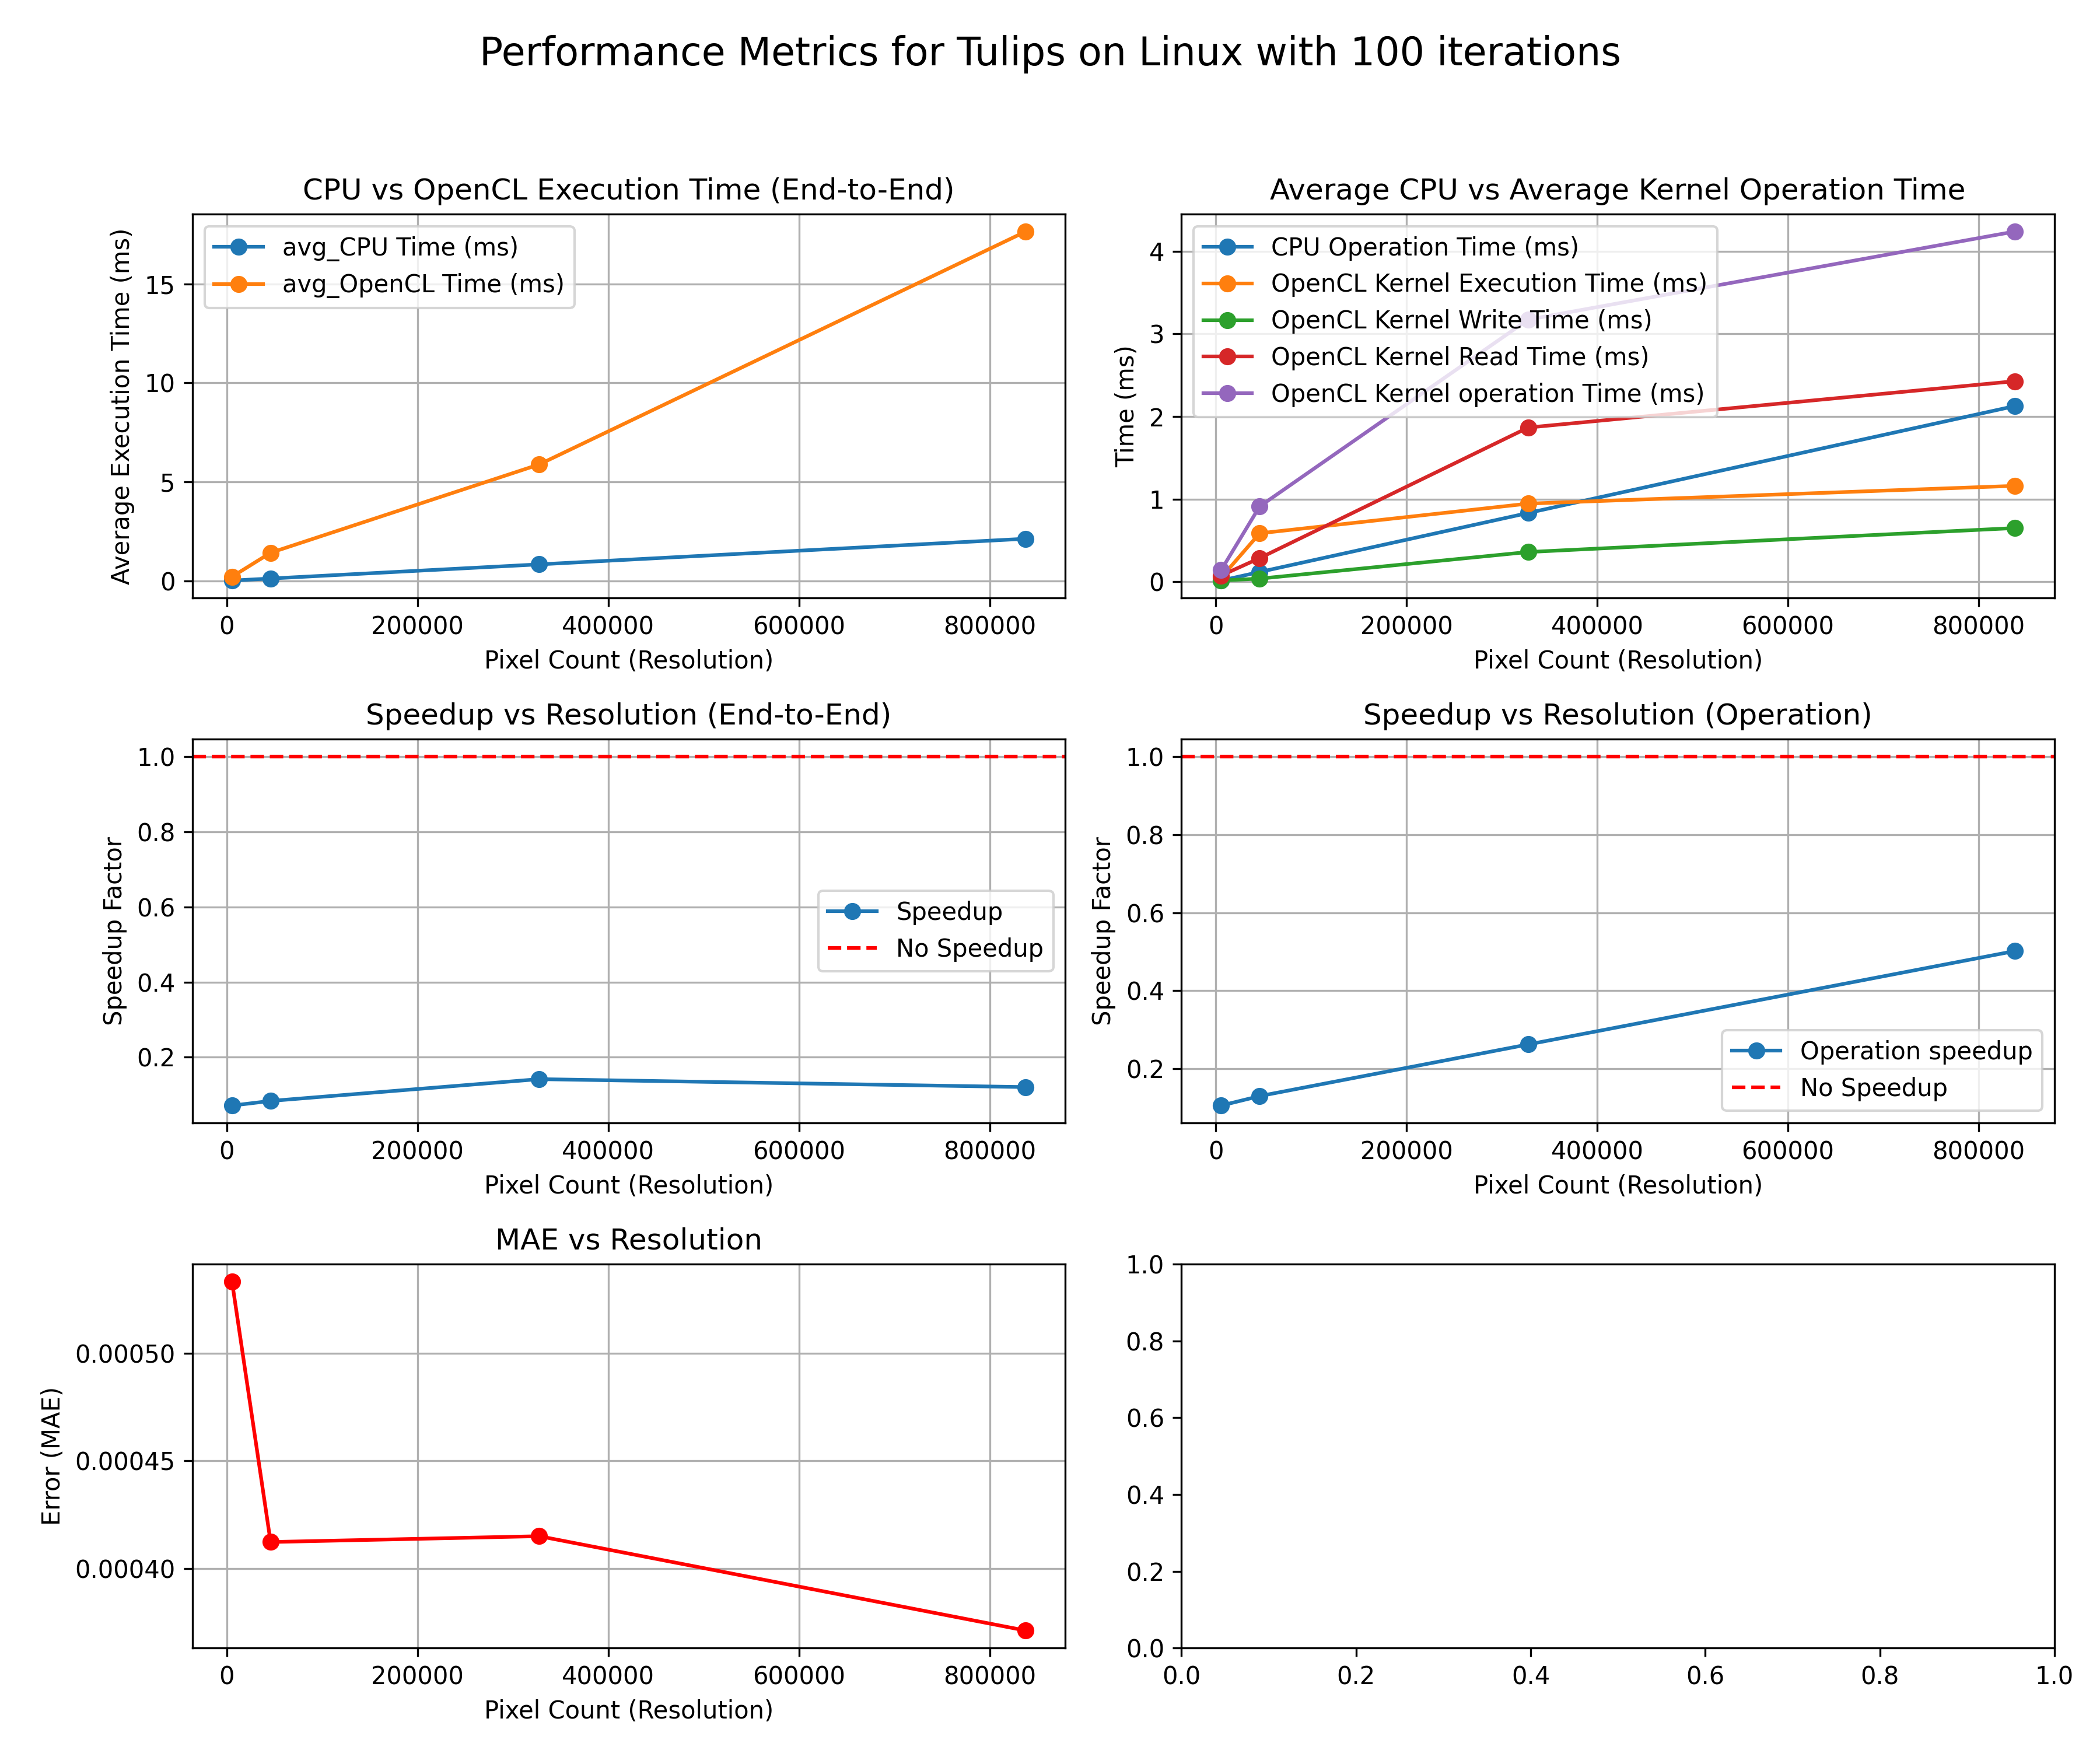 Performance Metrics for Tulips on Linux with 100 iterations
CPU vs OpenCL Execution Time (End-to-End)
Average Execution Time (ms)
15
10
5
0
avg_CPU Time (ms)
avg_OpenCL Time (ms)
0 200000 400000 600000 800000
Pixel Count (Resolution)
Average CPU vs Average Kernel Operation Time
Time (ms)
4
3
2
1
0
CPU Operation Time (ms)
OpenCL Kernel Execution Time (ms)
OpenCL Kernel Write Time (ms)
OpenCL Kernel Read Time (ms)
OpenCL Kernel operation Time (ms)
0 200000 400000 600000 800000
Pixel Count (Resolution)
Speedup vs Resolution (End-to-End)
Speedup Factor
1.0
0.8
0.6
0.4
0.2
Speedup
No Speedup
0 200000 400000 600000 800000
Pixel Count (Resolution)
Speedup vs Resolution (Operation)
Speedup Factor
1.0
0.8
0.6
0.4
0.2
Operation speedup
No Speedup
0 200000 400000 600000 800000
Pixel Count (Resolution)
MAE vs Resolution
Error (MAE)
0.00050
0.00045
0.00040
0 200000 400000 600000 800000
Pixel Count (Resolution)
1.0
0.8
0.6
0.4
0.2
0.0
0.0 0.2 0.4 0.6 0.8 1.0